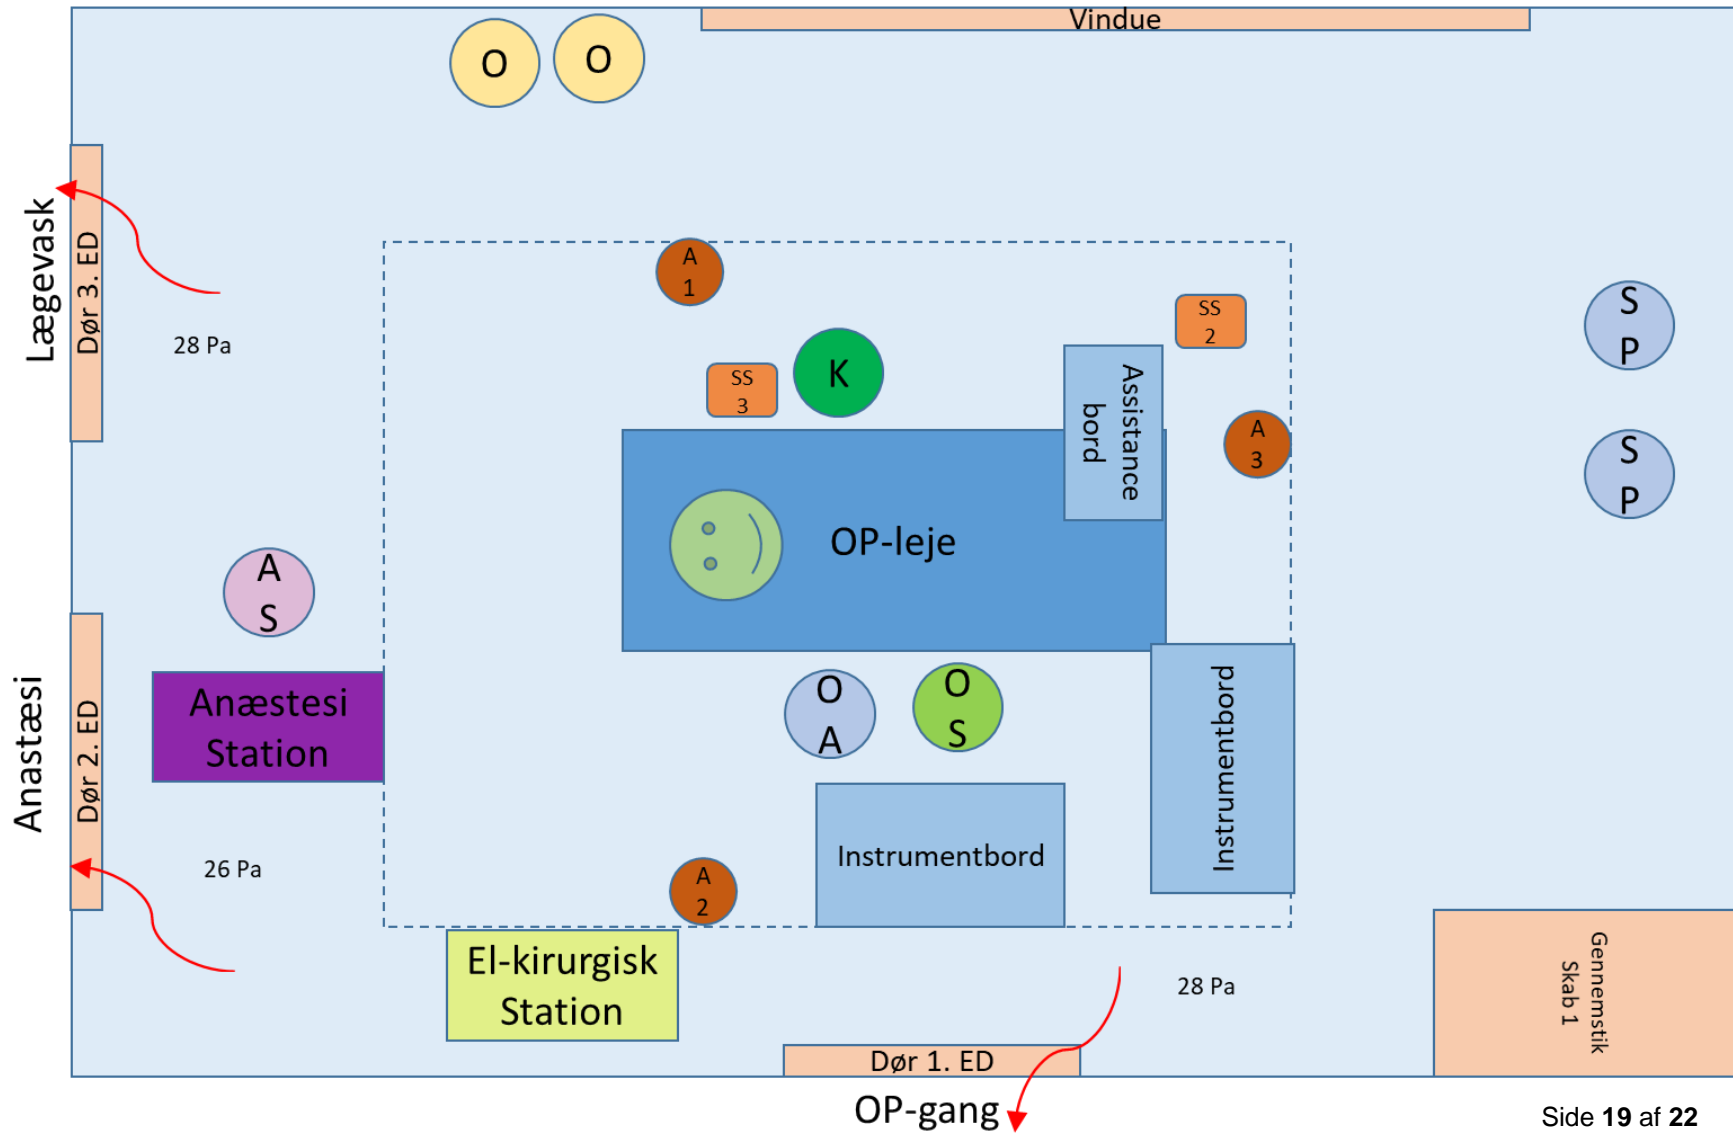 Vindue
O
O
Lægevask
Dør 3. ED
28 Pa
A
1
SS
2
S
P
SS
3
K
Assistance
bord
A
3
S
P
OP-leje
A
S
Anastæsi
Dør 2. ED
Anæstesi
Station
O
A
O
S
Instrumentbord
Instrumentbord
26 Pa
A
2
El-kirurgisk
Station
28 Pa
Gennemstik
Skab 1
Dør 1. ED
OP-gang
Side 19 af 22